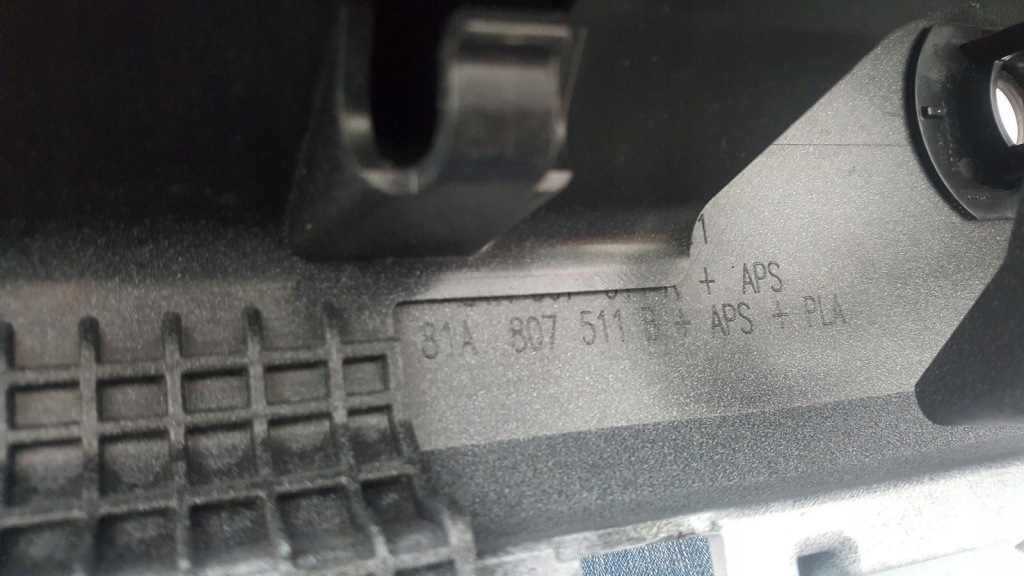 1
+ APS
81A 807 511 B + APS + PLA